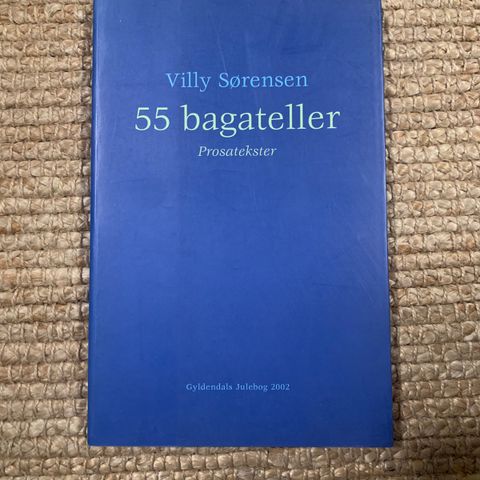 Villy Sørensen
55 bagateller
Prosatekster
Gyldendals Julebog 2002